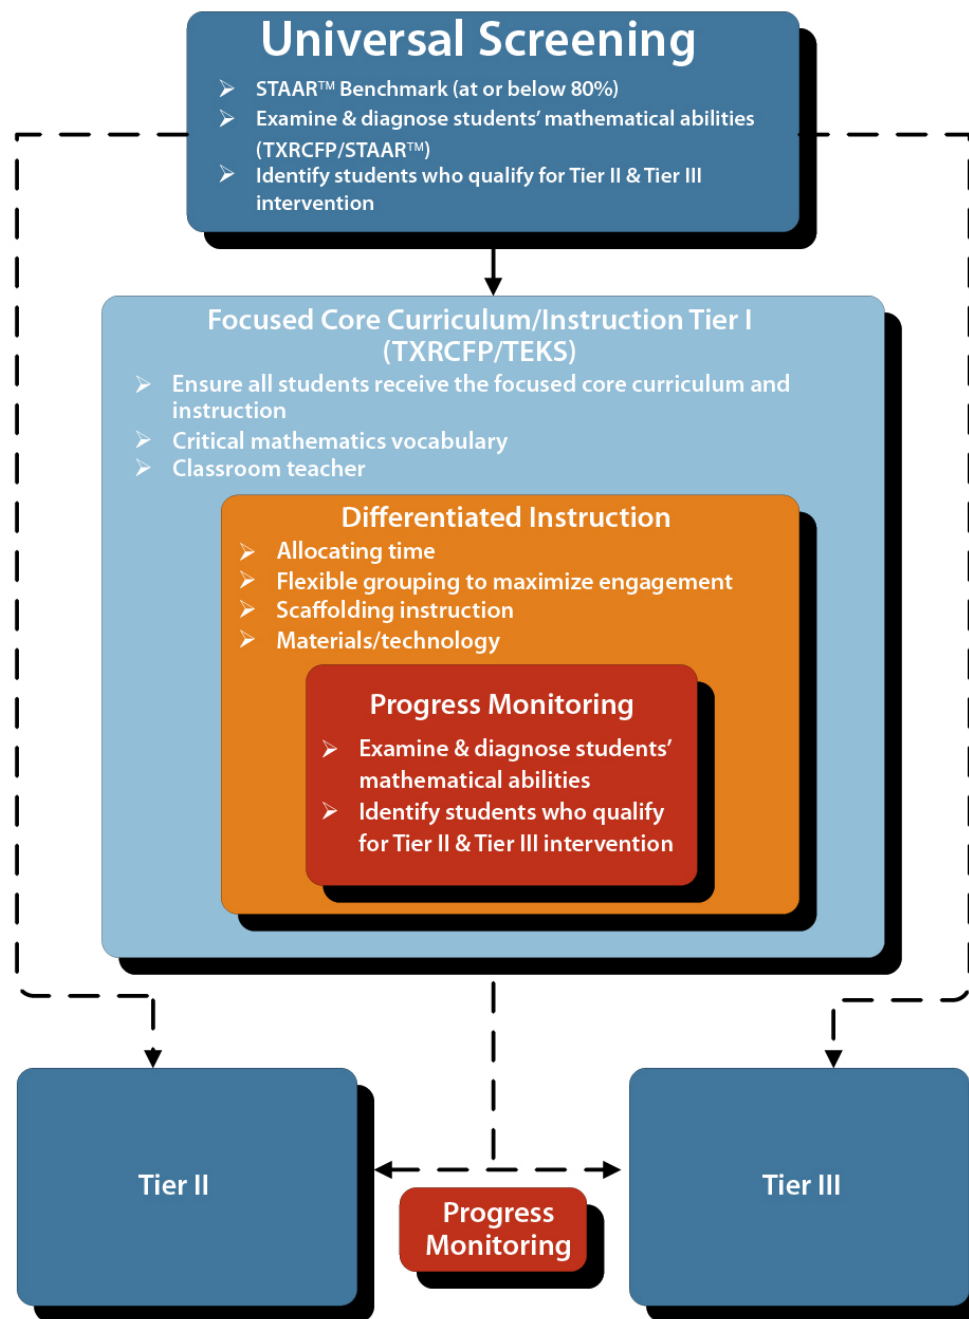 Universal Screening
➢ STAAR™ Benchmark (at or below 80%)
➢ Examine & diagnose students’ mathematical abilities
(TXRCFP/STAAR™)
➢ Identify students who qualify for Tier II & Tier III
intervention
Focused Core Curriculum/Instruction Tier I
(TXRCFP/TEKS)
➢ Ensure all students receive the focused core curriculum and
instruction
➢ Critical mathematics vocabulary
➢ Classroom teacher
Differentiated Instruction
➢ Allocating time
➢ Flexible grouping to maximize engagement
➢ Scaffolding instruction
➢ Materials/technology
Progress Monitoring
➢ Examine & diagnose students’
mathematical abilities
➢ Identify students who qualify
for Tier II & Tier III intervention
Tier II
Tier III
Progress
Monitoring